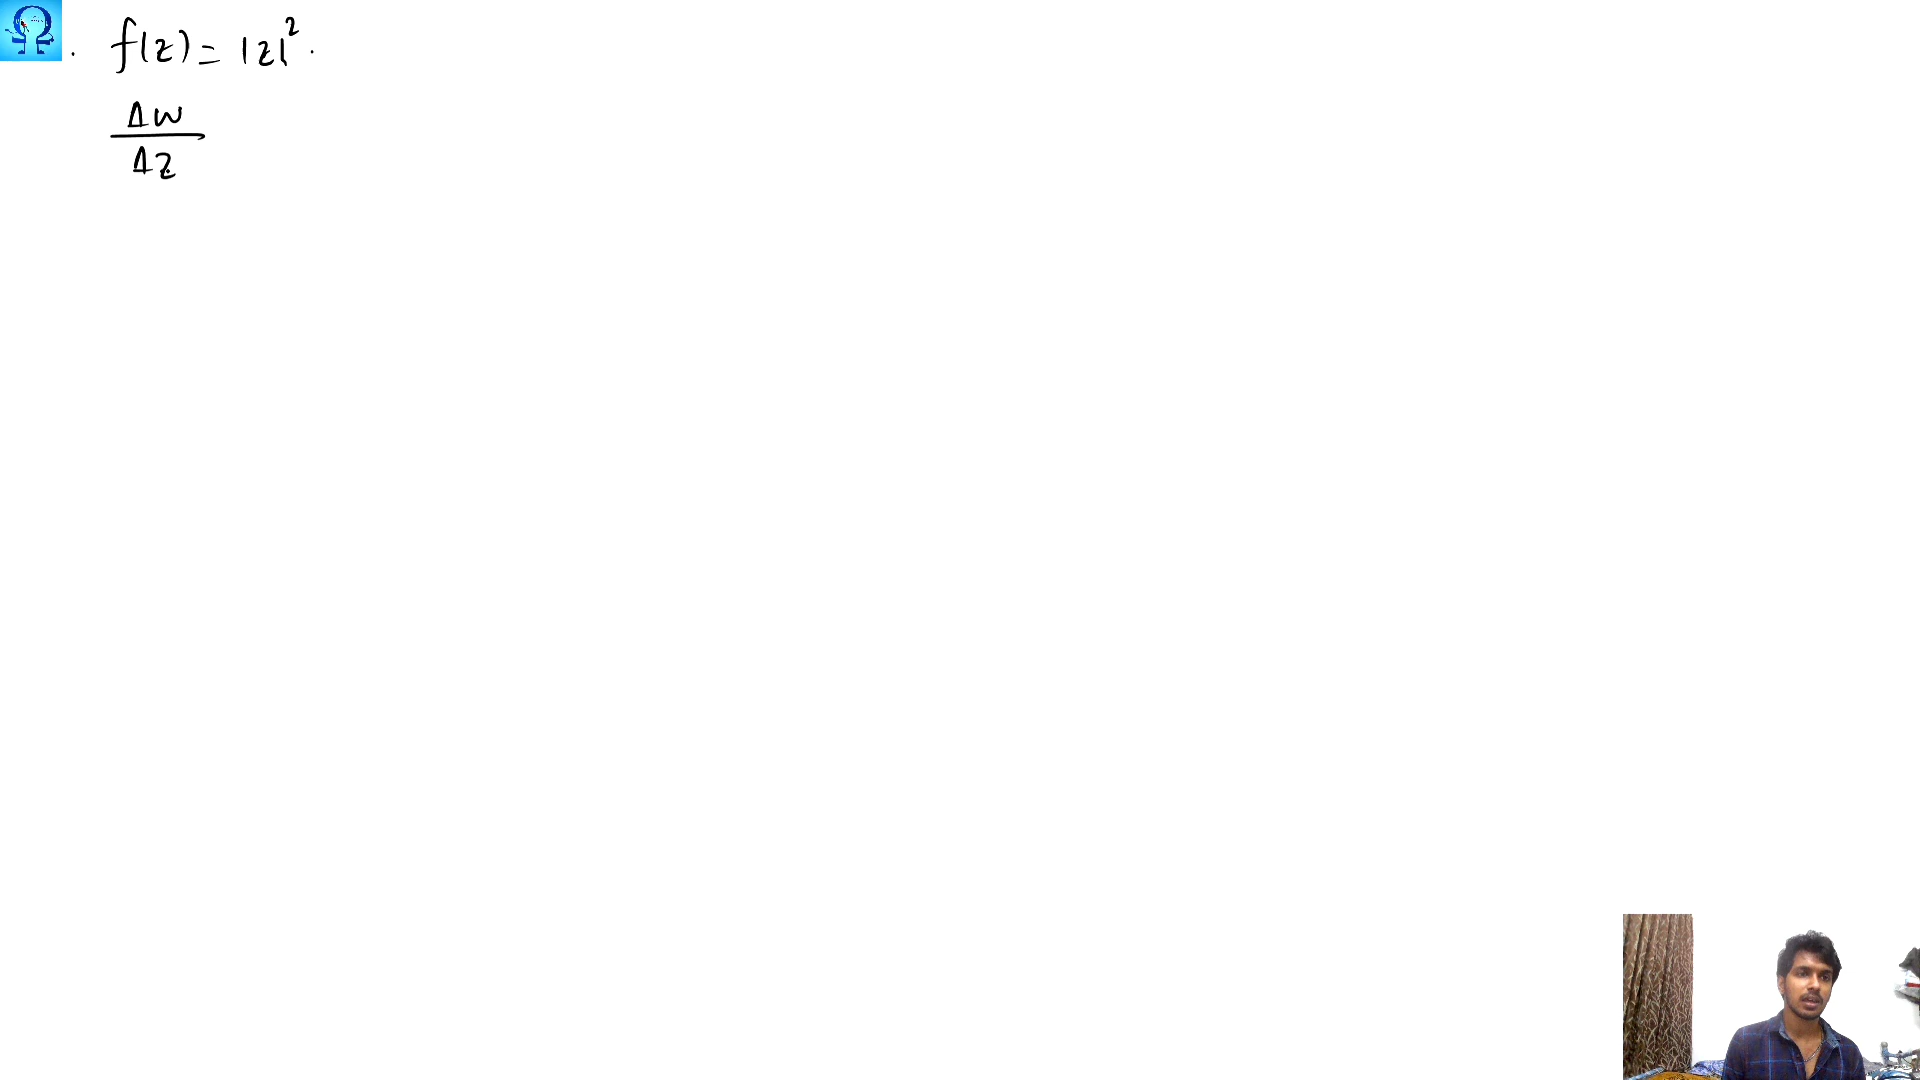 . f(z) = |z|² .
Δw
Δz